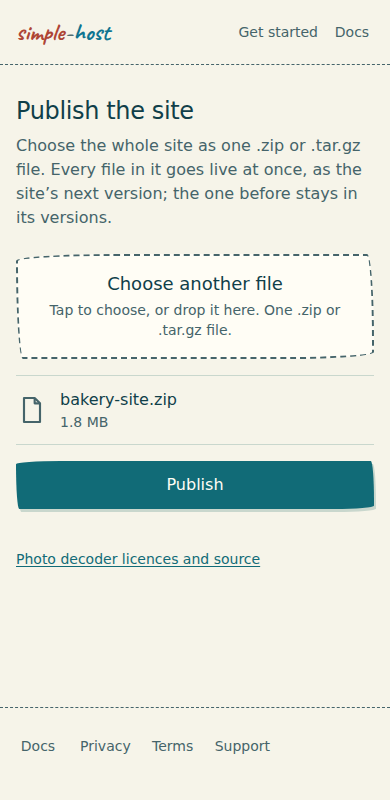 simple-host
Get started Docs
Publish the site
Choose the whole site as one .zip or .tar.gz
file. Every file in it goes live at once, as the
site’s next version; the one before stays in
its versions.
Choose another file
Tap to choose, or drop it here. One .zip or
.tar.gz file.
bakery-site.zip
1.8 MB
Publish
Photo decoder licences and source
Docs Privacy Terms Support